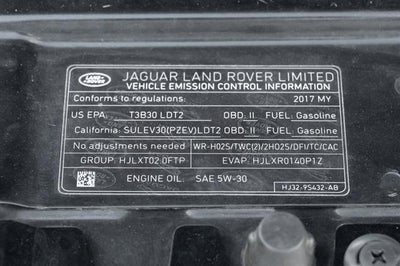 LAND ROVER
JAGUAR LAND ROVER LIMITED
VEHICLE EMISSION CONTROL INFORMATION
Conforms to regulations: 2017 MY
US EPA: T3B30 LDT2 OBD: II FUEL: Gasoline
California: SULEV30(PZEV)LDT2 OBD: II FUEL: Gasoline
No adjustments needed WR-HO2S/TWC(2)/2HO2S/DFI/TC/CAC
GROUP: HJLXT02.0FTP EVAP: HJLXR0140P1Z
ENGINE OIL: SAE 5W-30
HJ32-9S432-AB